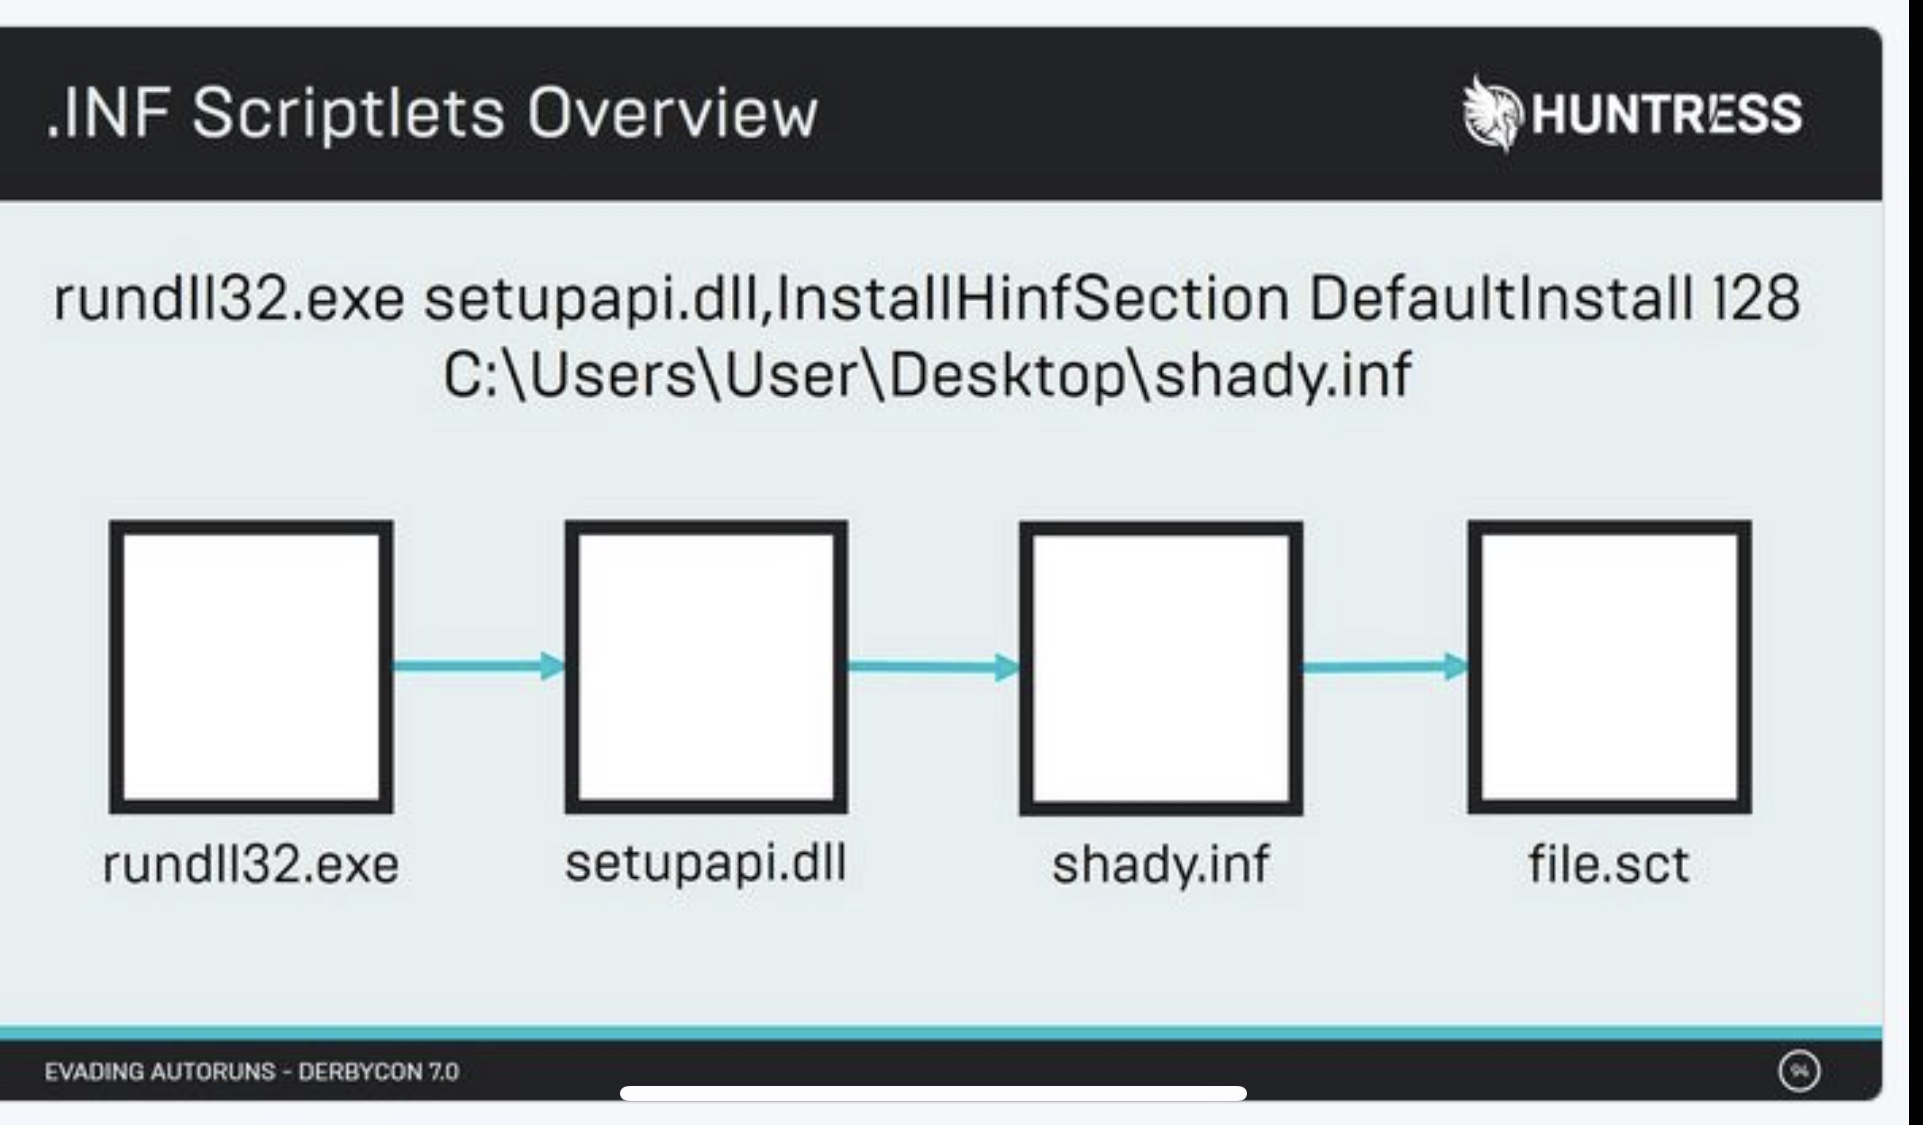 .INF Scriptlets Overview
HUNTRESS
rundll32.exe setupapi.dll,InstallHinfSection DefaultInstall 128
C:\Users\User\Desktop\shady.inf
rundll32.exe
setupapi.dll
shady.inf
file.sct
EVADING AUTORUNS - DERBYCON 7.0
94